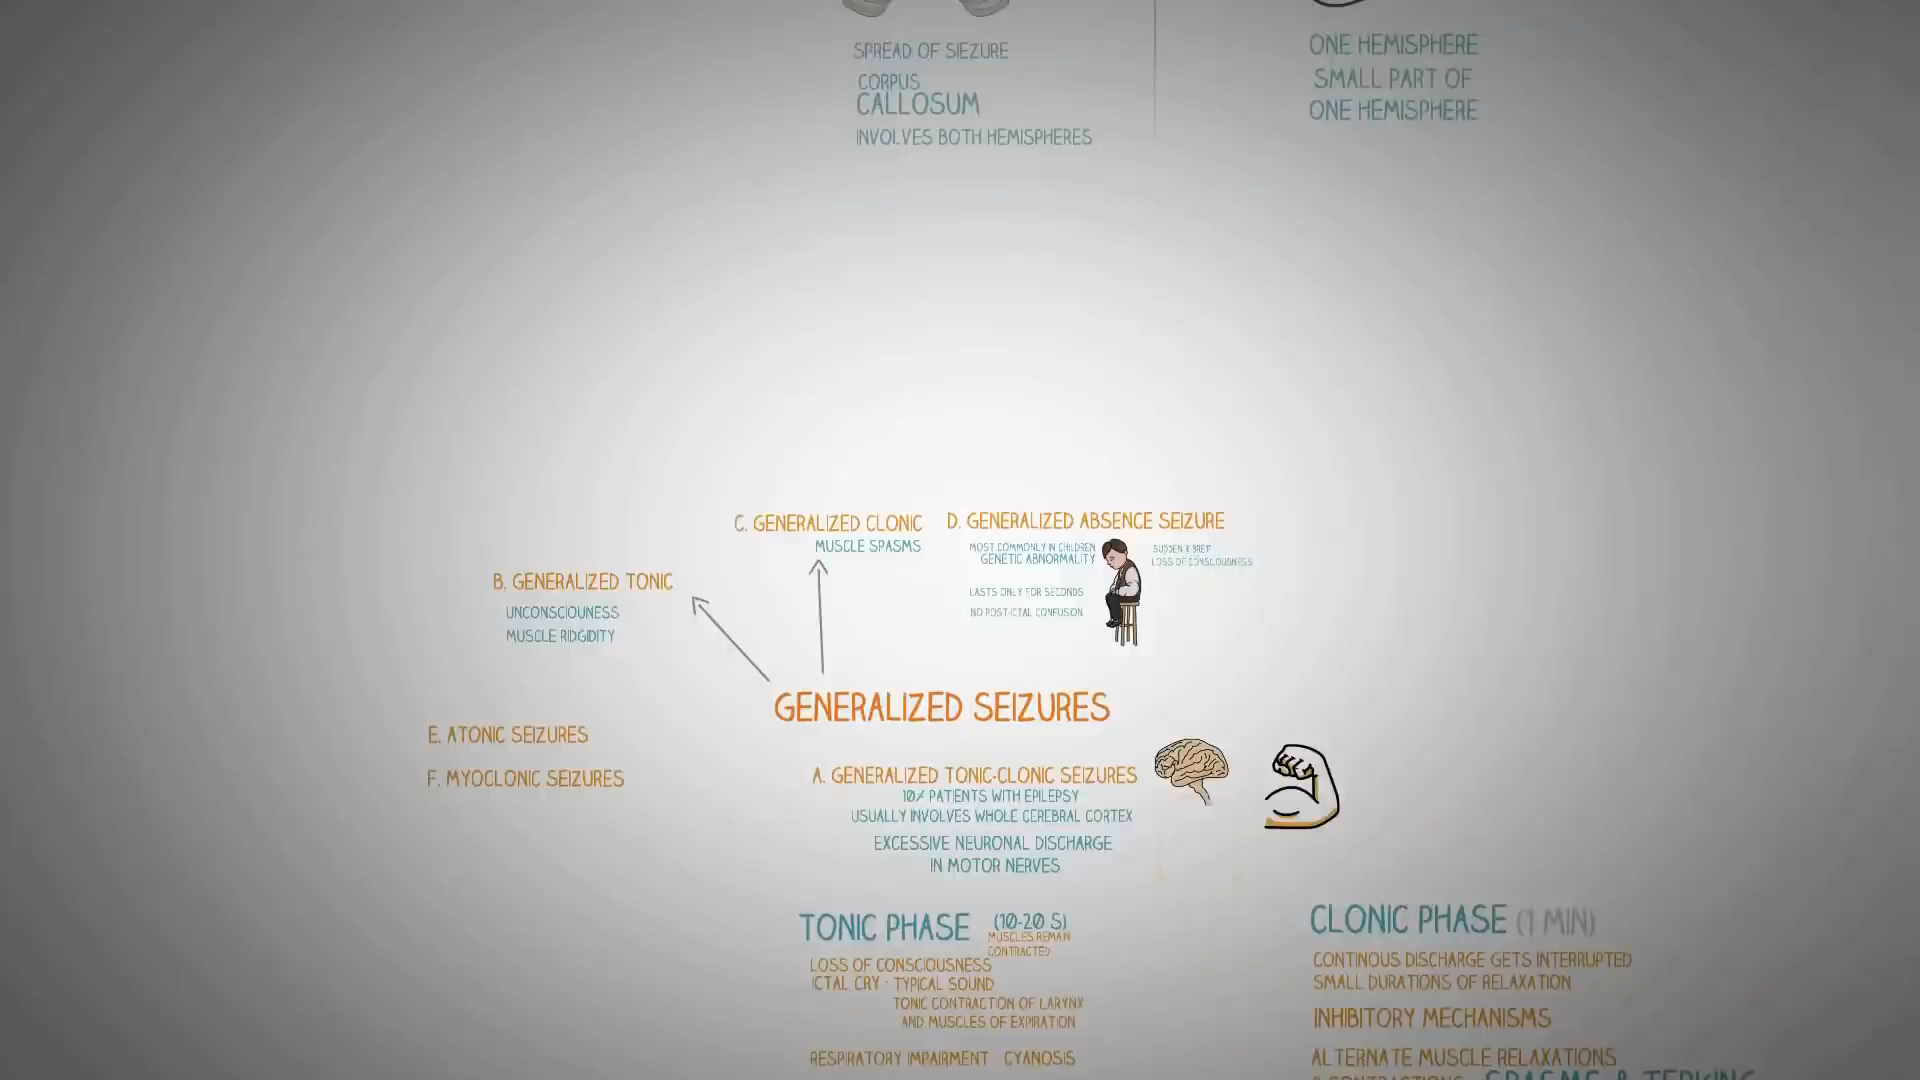 SPREAD OF SIEZURE
CORPUS
CALLOSUM
INVOLVES BOTH HEMISPHERES
ONE HEMISPHERE
SMALL PART OF
ONE HEMISPHERE
C. GENERALIZED CLONIC
MUSCLE SPASMS
D. GENERALIZED ABSENCE SEIZURE
MOST COMMONLY IN CHILDREN
GENETIC ABNORMALITY
SUDDEN & BRIEF
LOSS OF CONSCIOUSNESS
LASTS ONLY FOR SECONDS
NO POST-ICTAL CONFUSION
B. GENERALIZED TONIC
UNCONSCIOUNESS
MUSCLE RIDGIDITY
GENERALIZED SEIZURES
E. ATONIC SEIZURES
F. MYOCLONIC SEIZURES
A. GENERALIZED TONIC-CLONIC SEIZURES
10% PATIENTS WITH EPILEPSY
USUALLY INVOLVES WHOLE CEREBRAL CORTEX
EXCESSIVE NEURONAL DISCHARGE
IN MOTOR NERVES
TONIC PHASE (10-20 S)
MUSCLES REMAIN
CONTRACTED
LOSS OF CONSCIOUSNESS
ICTAL CRY - TYPICAL SOUND
TONIC CONTRACTION OF LARYNX
AND MUSCLES OF EXPIRATION
RESPIRATORY IMPAIRMENT - CYANOSIS
CLONIC PHASE (1 MIN)
CONTINOUS DISCHARGE GETS INTERRUPTED
SMALL DURATIONS OF RELAXATION
INHIBITORY MECHANISMS
ALTERNATE MUSCLE RELAXATIONS
& CONTRACTIONS - SPASMS & JERKING